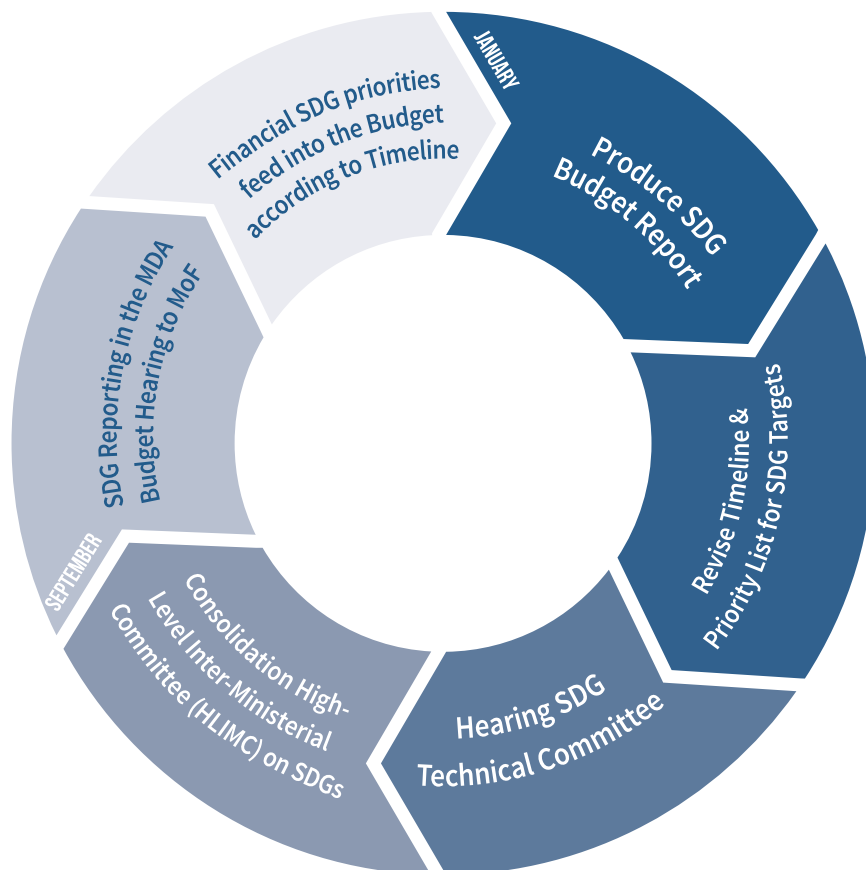 JANUARY
Produce SDG
Budget Report
Revise Timeline &
Priority List for SDG Targets
Hearing SDG
Technical Committee
Consolidation High-
Level Inter-Ministerial
Committee (HLIMC) on SDGs
SEPTEMBER
SDG Reporting in the MDA
Budget Hearing to MoF
Financial SDG priorities
feed into the Budget
according to Timeline